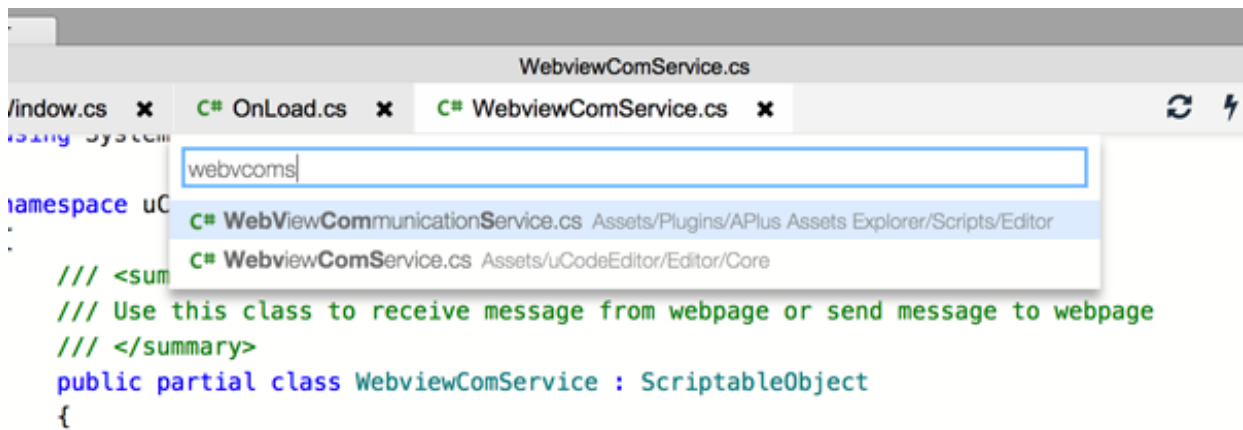 WebviewComService.cs
Window.cs ✖ C# OnLoad.cs ✖ C# WebviewComService.cs ✖
using System
webvcoms
namespace uC
C# WebViewCommunicationService.cs Assets/Plugins/APlus Assets Explorer/Scripts/Editor
{
C# WebviewComService.cs Assets/uCodeEditor/Editor/Core
/// <sum
/// Use this class to receive message from webpage or send message to webpage
/// </summary>
public partial class WebviewComService : ScriptableObject
{